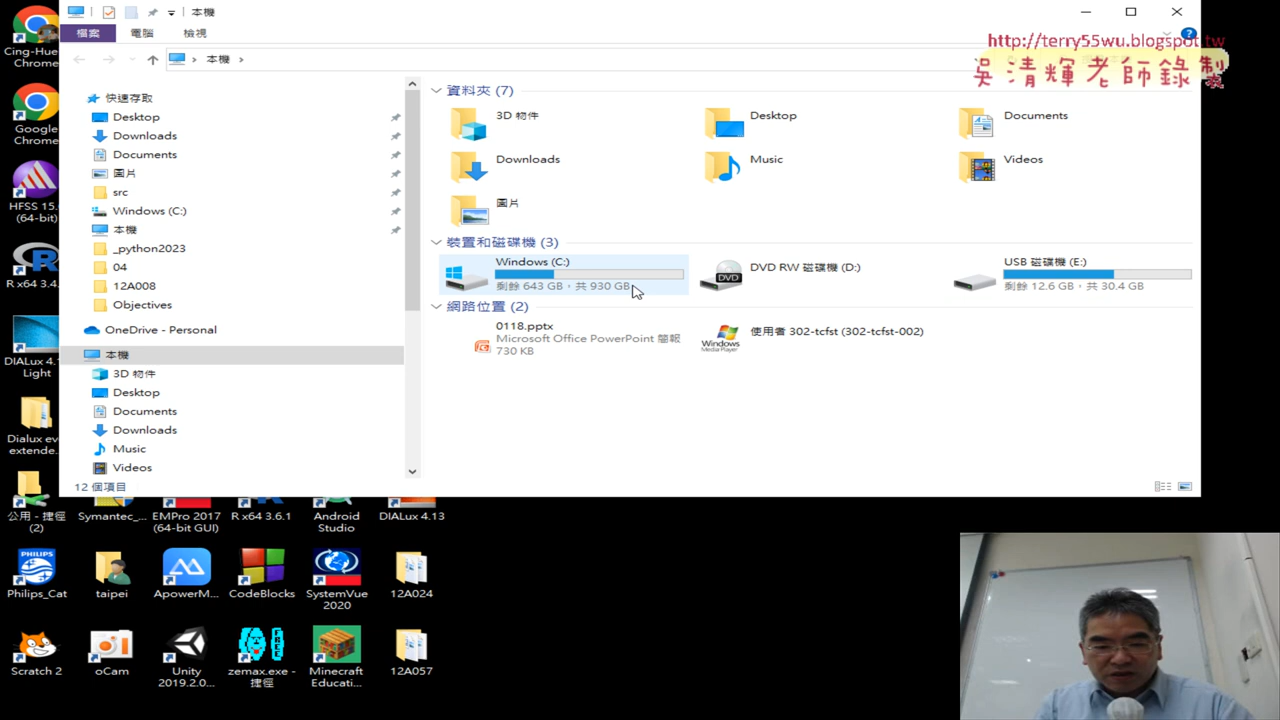 本機
檔案
電腦
檢視
http://terry55wu.blogspot.tw
吳清輝老師錄製
本機
快速存取
Desktop
Downloads
Documents
圖片
src
Windows (C:)
本機
_python2023
04
12A008
Objectives
OneDrive - Personal
本機
3D 物件
Desktop
Documents
Downloads
Music
Videos
12 個項目
資料夾 (7)
3D 物件
Desktop
Documents
Downloads
Music
Videos
圖片
裝置和磁碟機 (3)
Windows (C:)
剩餘 643 GB，共 930 GB
DVD RW 磁碟機 (D:)
USB 磁碟機 (E:)
剩餘 12.6 GB，共 30.4 GB
網路位置 (2)
0118.pptx
Microsoft Office PowerPoint 簡報
730 KB
使用者 302-tcfst (302-tcfst-002)
Cing-Hue
Chrome
Google
Chrome
HFSS 15.
(64-bit)
R x64 3.4.
DIALux 4.1
Light
Dialux ev
extende
公用 - 捷徑
(2)
Symantec_...
EMPro 2017
(64-bit GUI)
R x64 3.6.1
Android
Studio
DIALux 4.13
PHILIPS
Philips_Cat
taipei
ApowerM...
CodeBlocks
SystemVue
2020
12A024
Scratch 2
oCam
Unity
2019.2.0...
zemax.exe -
捷徑
Minecraft
Educati...
12A057